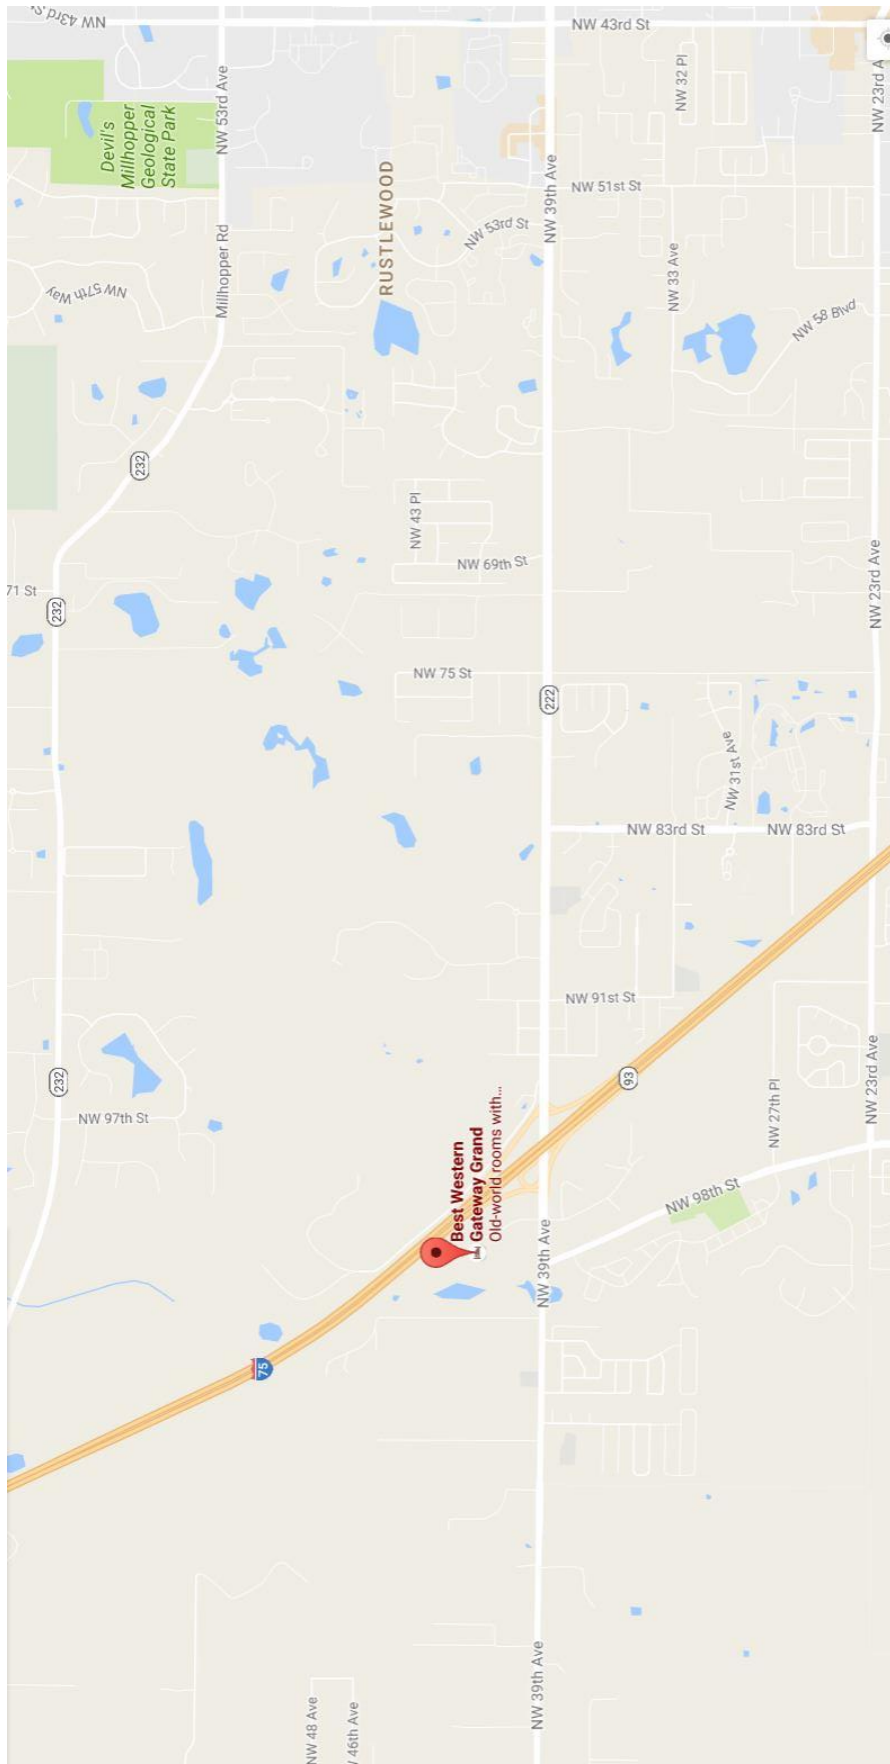 NW 43rd St
NW 43rd St
NW 32 Pl
NW 23rd A
Devil's
Millhopper
Geological
State Park
NW 53rd Ave
NW 39th Ave
NW 51st St
RUSTLEWOOD
NW 53rd St
NW 33 Ave
Millhopper Rd
NW 57th Way
NW 58 Blvd
232
NW 43 Pl
NW 69th St
NW 23rd Ave
71 St
232
NW 75 St
222
NW 31st Ave
NW 83rd St
NW 83rd St
NW 91st St
93
232
NW 97th St
NW 27th Pl
NW 23rd Ave
Best Western
Gateway Grand
Old-world rooms with...
NW 98th St
NW 39th Ave
75
NW 39th Ave
NW 48 Ave
46th Ave